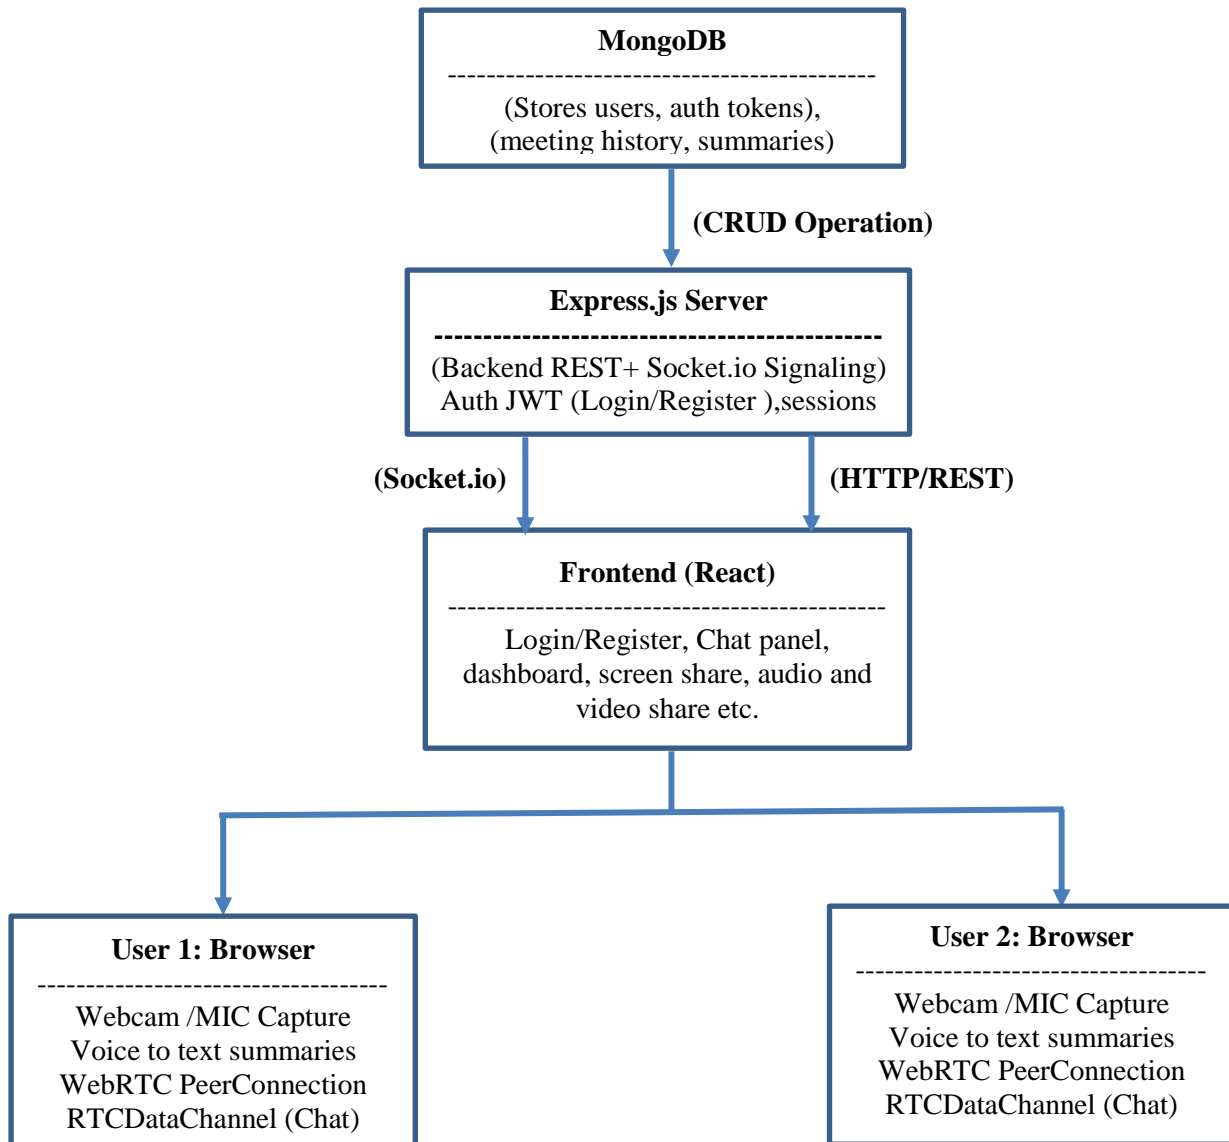 MongoDB
--------------------------------------------
(Stores users, auth tokens),
(meeting history, summaries)
(CRUD Operation)
Express.js Server
----------------------------------------------
(Backend REST+ Socket.io Signaling)
Auth JWT (Login/Register ),sessions
(Socket.io)
(HTTP/REST)
Frontend (React)
---------------------------------------------
Login/Register, Chat panel,
dashboard, screen share, audio and
video share etc.
User 1: Browser
------------------------------------
Webcam /MIC Capture
Voice to text summaries
WebRTC PeerConnection
RTCDataChannel (Chat)
User 2: Browser
------------------------------------
Webcam /MIC Capture
Voice to text summaries
WebRTC PeerConnection
RTCDataChannel (Chat)